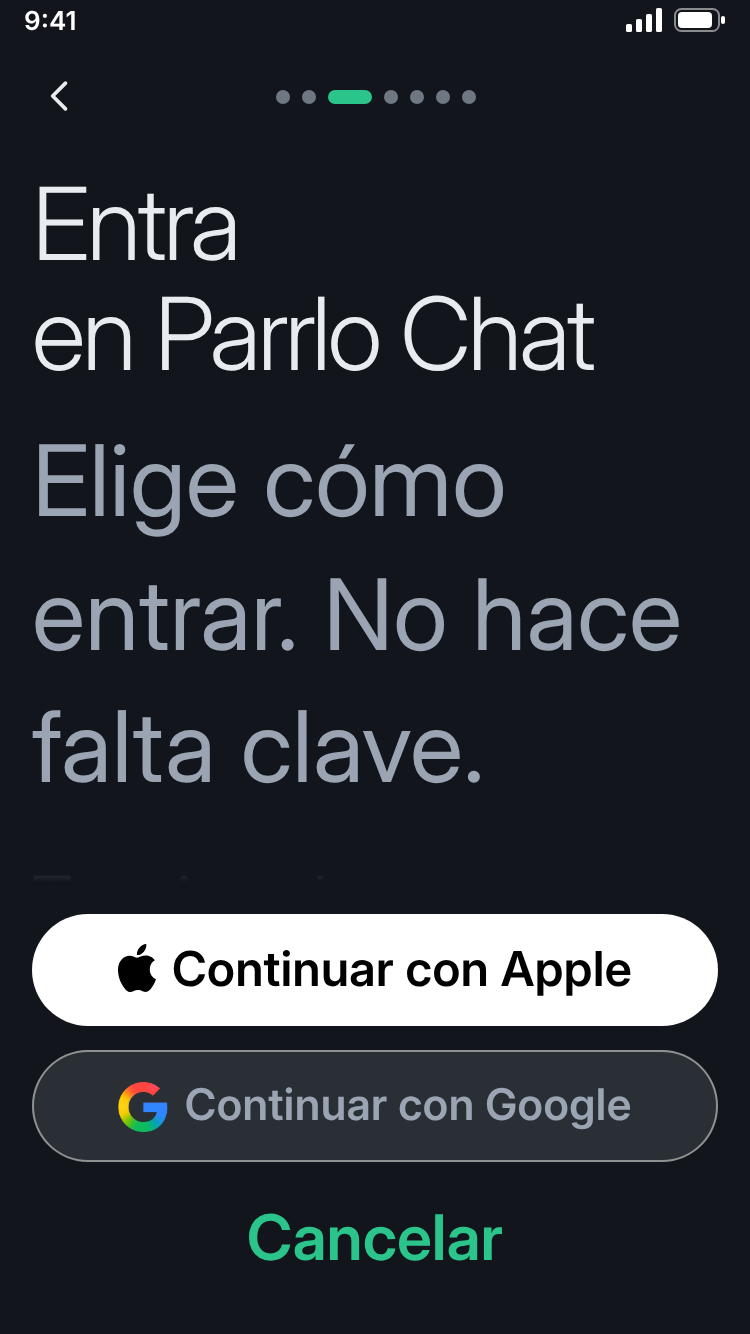 9:41
Entra
en Parrlo Chat
Elige cómo
entrar. No hace
falta clave.
Continuar con Apple
Continuar con Google
Cancelar